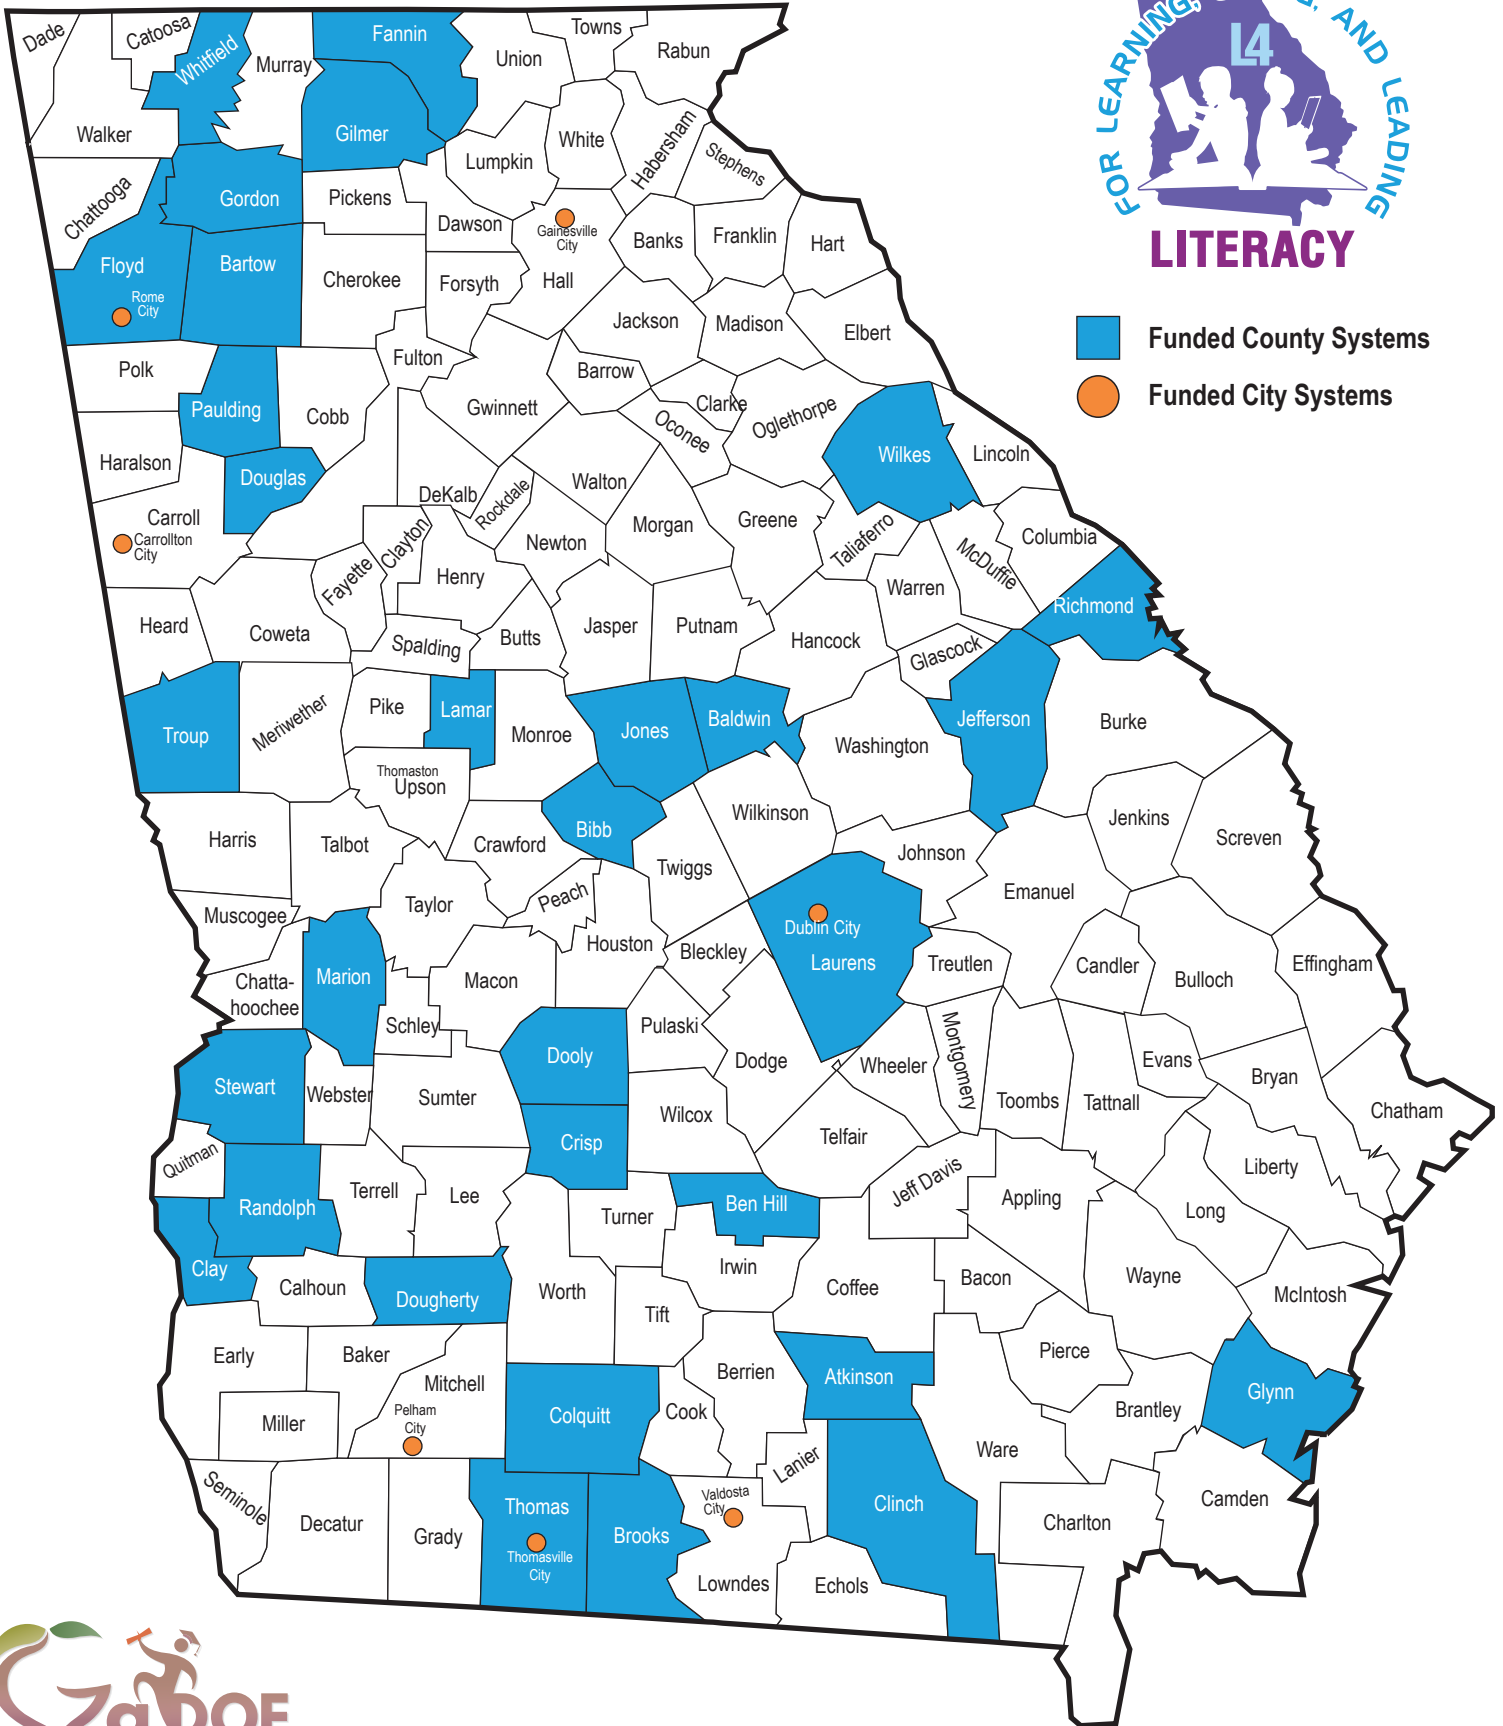 Dade
Catoosa
Whitfield
Murray
Fannin
Union
Towns
Rabun
Walker
Gilmer
Lumpkin
White
Habersham
Stephens
Chattooga
Gordon
Pickens
Dawson
Gainesville
City
Hall
Banks
Franklin
Hart
Floyd
Rome
City
Bartow
Cherokee
Forsyth
Jackson
Madison
Elbert
Polk
Fulton
Barrow
Paulding
Cobb
Gwinnett
Clarke
Oconee
Oglethorpe
Wilkes
Lincoln
Haralson
Douglas
DeKalb
Rockdale
Walton
Morgan
Greene
Taliaferro
McDuffie
Columbia
Carroll
Carrollton
City
Clayton
Newton
Fayette
Henry
Warren
Richmond
Heard
Coweta
Spalding
Butts
Jasper
Putnam
Hancock
Glascock
Troup
Meriwether
Pike
Lamar
Monroe
Jones
Baldwin
Washington
Jefferson
Burke
Thomaston
Upson
Harris
Talbot
Crawford
Bibb
Twiggs
Wilkinson
Johnson
Jenkins
Screven
Muscogee
Taylor
Peach
Houston
Bleckley
Dublin City
Laurens
Emanuel
Treutlen
Candler
Bulloch
Effingham
Chatta-
hoochee
Marion
Macon
Schley
Pulaski
Dooly
Dodge
Wheeler
Montgomery
Toombs
Tattnall
Evans
Bryan
Chatham
Stewart
Webster
Sumter
Crisp
Wilcox
Telfair
Quitman
Randolph
Terrell
Lee
Turner
Ben Hill
Jeff Davis
Appling
Long
Liberty
Clay
Calhoun
Dougherty
Worth
Tift
Irwin
Coffee
Bacon
Wayne
McIntosh
Early
Baker
Mitchell
Pelham
City
Miller
Colquitt
Cook
Berrien
Atkinson
Pierce
Brantley
Glynn
Seminole
Decatur
Grady
Thomas
Thomasville
City
Brooks
Valdosta
City
Lowndes
Lanier
Echols
Clinch
Ware
Charlton
Camden
FOR LEARNING, AND LEADING
L4
LITERACY
Funded County Systems
Funded City Systems
GaDOE